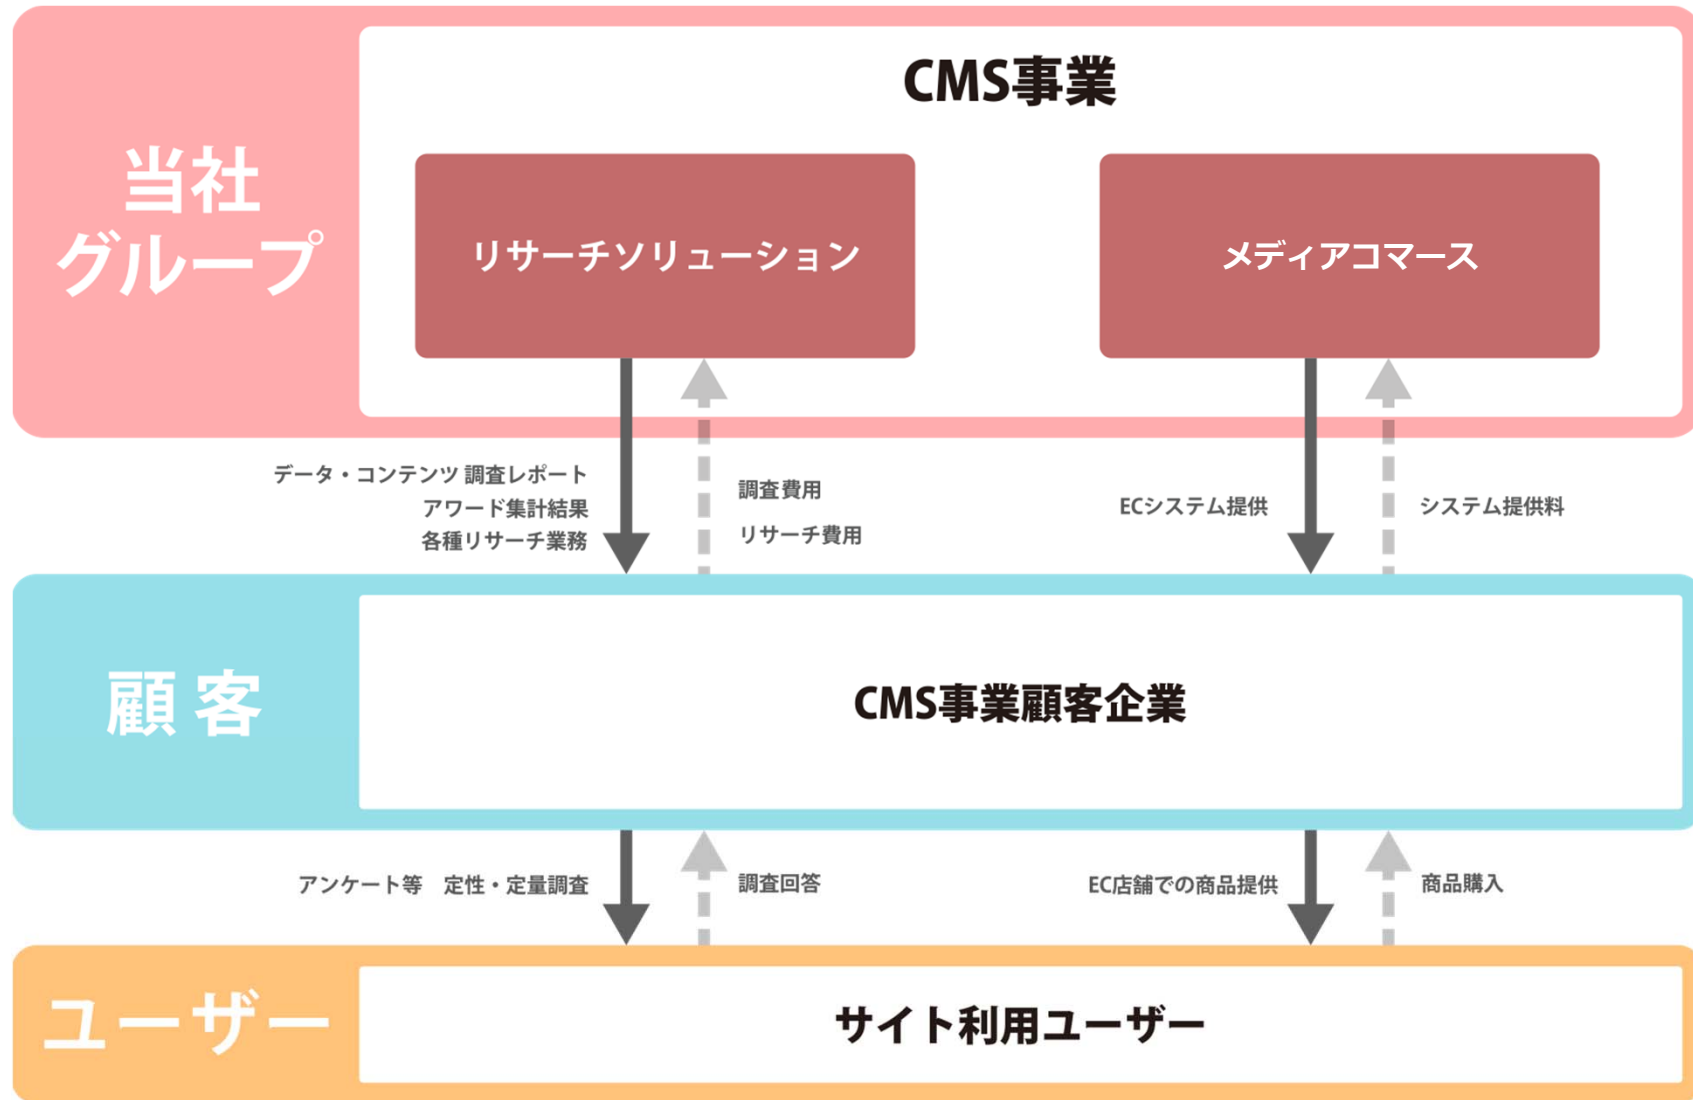 CMS事業
当社
グループ
リサーチソリューション
メディアコマース
データ・コンテンツ 調査レポート
アワード集計結果
各種リサーチ業務
調査費用
リサーチ費用
ECシステム提供
システム提供料
顧客
CMS事業顧客企業
アンケート等　定性・定量調査
調査回答
EC店舗での商品提供
商品購入
ユーザー
サイト利用ユーザー